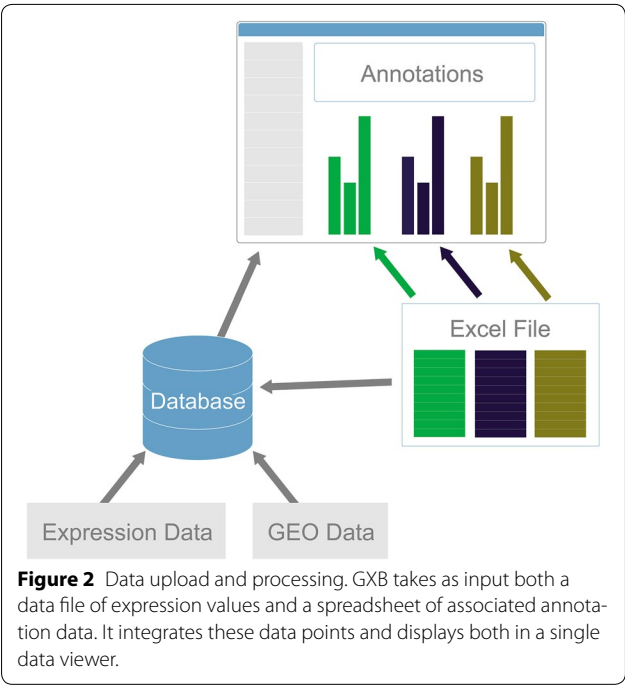 Annotations
Excel File
Database
Expression Data
GEO Data
Figure 2 Data upload and processing. GXB takes as input both a
data file of expression values and a spreadsheet of associated annota-
tion data. It integrates these data points and displays both in a single
data viewer.